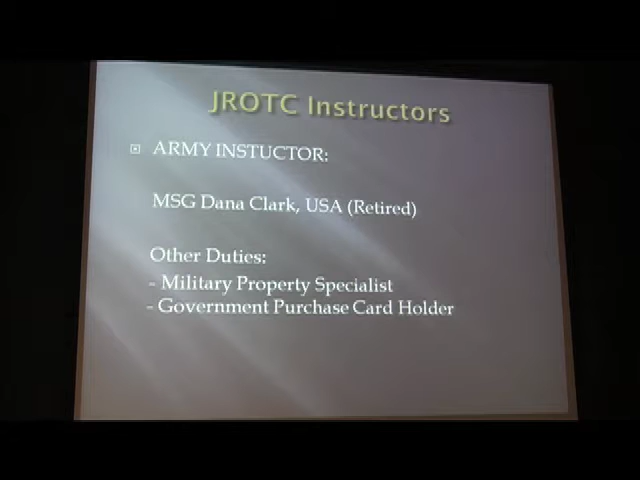 JROTC Instructors
ARMY INSTUCTOR:
MSG Dana Clark, USA (Retired)
Other Duties:
- Military Property Specialist
- Government Purchase Card Holder